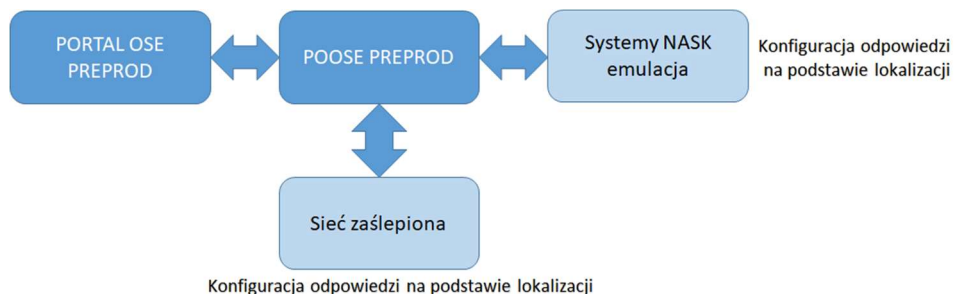 PORTAL OSE
PREPROD
POOSE PREPROD
Systemy NASK
emulacja
Konfiguracja odpowiedzi
na podstawie lokalizacji
Sieć zaślepiona
Konfiguracja odpowiedzi na podstawie lokalizacji